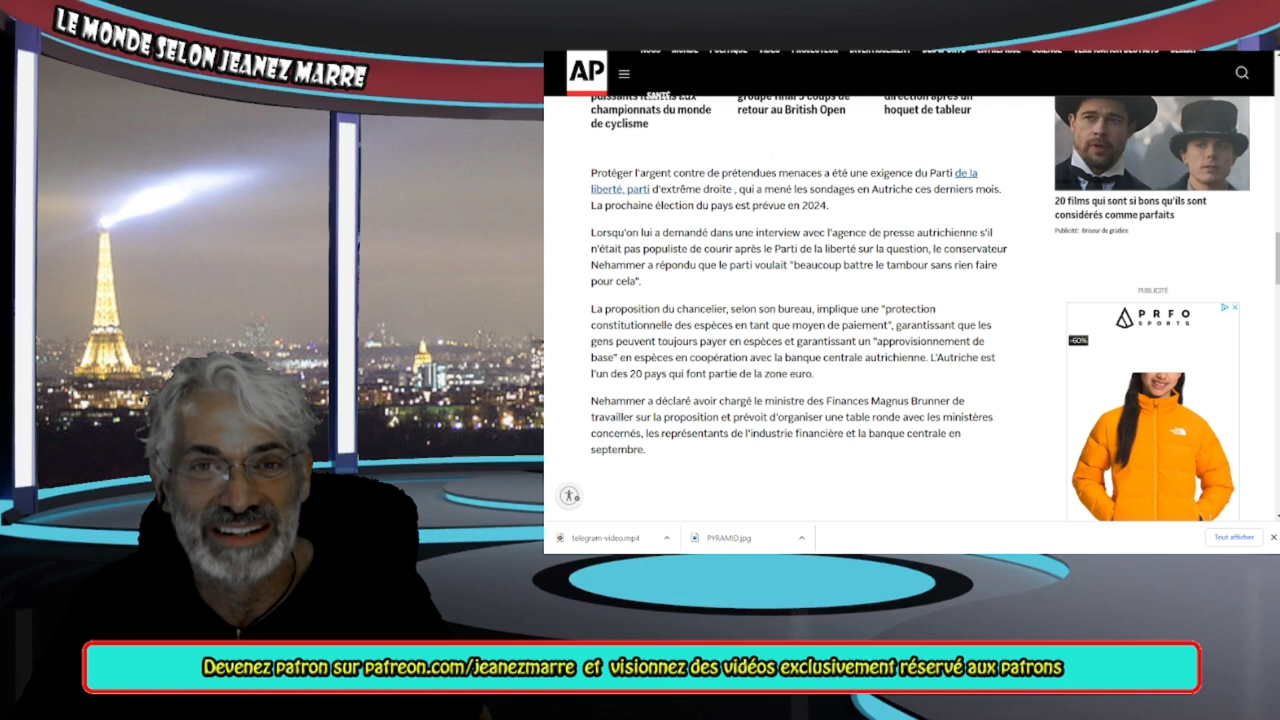 LE MONDE SELON JEANEZ MARRE
AP
SANTÉ
championnats du monde
de cyclisme
retour au British Open
hoquet de tableur
Protéger l'argent contre de prétendues menaces a été une exigence du Parti de la
liberté, parti d'extrême droite , qui a mené les sondages en Autriche ces derniers mois.
La prochaine élection du pays est prévue en 2024.
Lorsqu'on lui a demandé dans une interview avec l'agence de presse autrichienne s'il
n'était pas populiste de courir après le Parti de la liberté sur la question, le conservateur
Nehammer a répondu que le parti voulait "beaucoup battre le tambour sans rien faire
pour cela".
La proposition du chancelier, selon son bureau, implique une "protection
constitutionnelle des espèces en tant que moyen de paiement", garantissant que les
gens peuvent toujours payer en espèces et garantissant un "approvisionnement de
base" en espèces en coopération avec la banque centrale autrichienne. L'Autriche est
l'un des 20 pays qui font partie de la zone euro.
Nehammer a déclaré avoir chargé le ministre des Finances Magnus Brunner de
travailler sur la proposition et prévoit d'organiser une table ronde avec les ministères
concernés, les représentants de l'industrie financière et la banque centrale en
septembre.
20 films qui sont si bons qu'ils sont
considérés comme parfaits
Publicité: Briseur de gradins
PUBLICITÉ
PRFO
SPORTS
-60%
telegram-video.mp4
PYRAMID.jpg
Tout afficher
Devenez patron sur patreon.com/jeanezmarre et visionnez des vidéos exclusivement réservé aux patrons